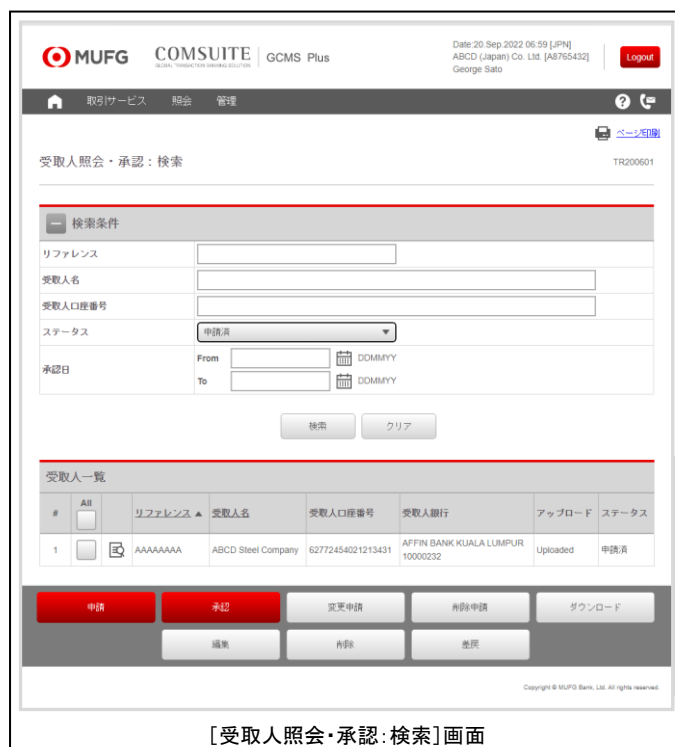 MUFG COMSUITE GCMS Plus
GLOBAL TRANSACTION BANKING SOLUTION
Date:20.Sep.2022 06:59 [JPN]
ABCD (Japan) Co. Ltd. [A8765432]
George Sato
Logout
取引サービス 照会 管理
ページ印刷
受取人照会・承認：検索 TR200601
検索条件
リファレンス
受取人名
受取人口座番号
ステータス 申請済
承認日
From DDMMYY
To DDMMYY
検索 クリア
受取人一覧
# All リファレンス ▲ 受取人名 受取人口座番号 受取人銀行 アップロード ステータス
1 AAAAAAAA ABCD Steel Company 62772454021213431 AFFIN BANK KUALA LUMPUR 10000232 Uploaded 申請済
申請 承認 変更申請 削除申請 ダウンロード
編集 削除 差戻
Copyright © MUFG Bank, Ltd. All rights reserved.
[受取人照会・承認：検索]画面